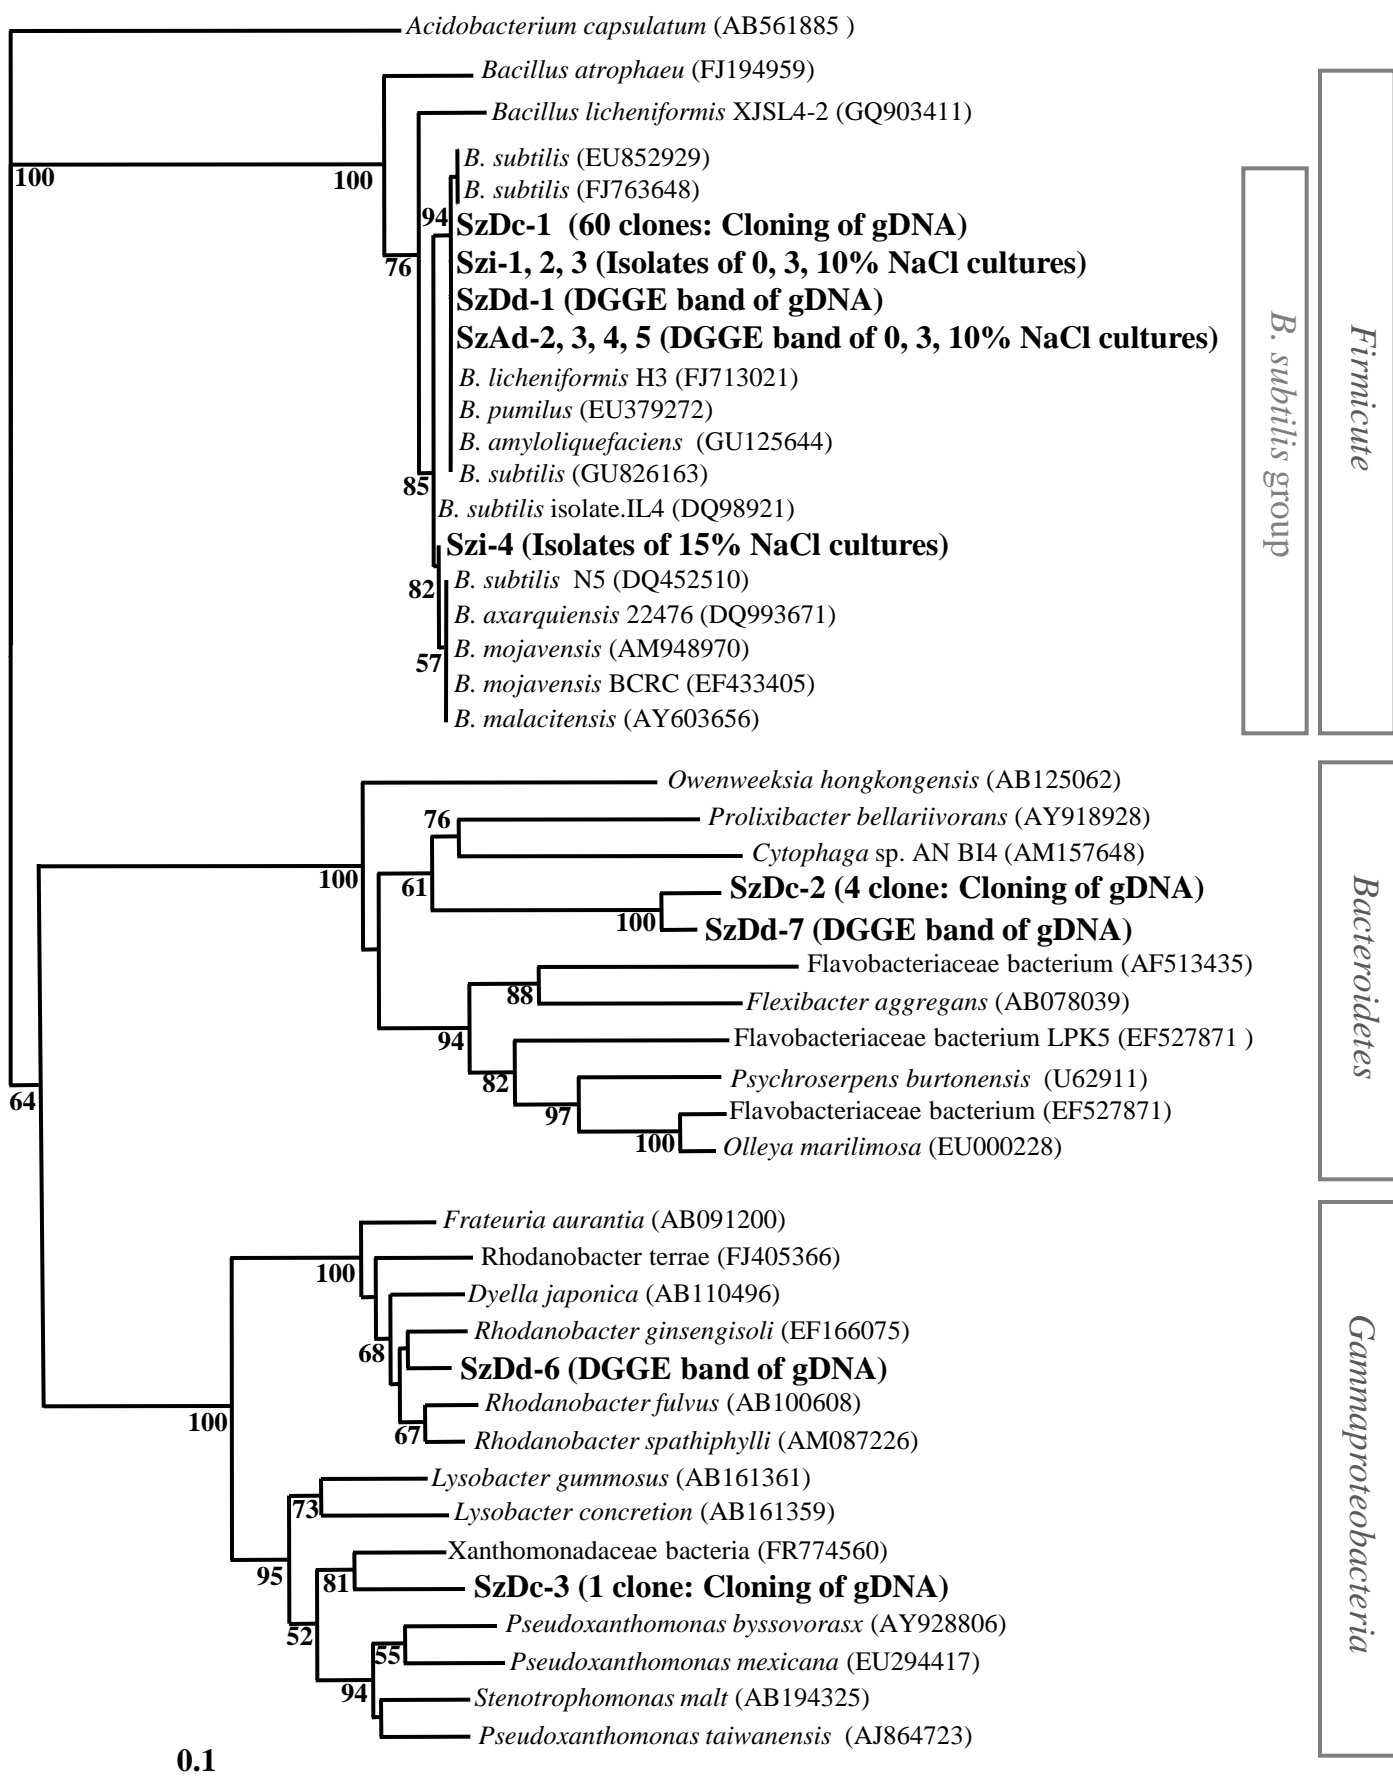 Acidobacterium capsulatum (AB561885 )
Bacillus atrophaeu (FJ194959)
Bacillus licheniformis XJSL4-2 (GQ903411)
B. subtilis (EU852929)
100
100
B. subtilis (FJ763648)
94
SzDc-1 (60 clones: Cloning of gDNA)
76
Szi-1, 2, 3 (Isolates of 0, 3, 10% NaCl cultures)
SzDd-1 (DGGE band of gDNA)
SzAd-2, 3, 4, 5 (DGGE band of 0, 3, 10% NaCl cultures)
B. licheniformis H3 (FJ713021)
B. pumilus (EU379272)
B. amyloliquefaciens (GU125644)
B. subtilis (GU826163)
85
B. subtilis isolate.IL4 (DQ98921)
Szi-4 (Isolates of 15% NaCl cultures)
82
B. subtilis N5 (DQ452510)
B. axarquiensis 22476 (DQ993671)
B. mojavensis (AM948970)
57
B. mojavensis BCRC (EF433405)
B. malacitensis (AY603656)
B. subtilis group
Firmicute
Owenweeksia hongkongensis (AB125062)
76
Prolixibacter bellariivorans (AY918928)
Cytophaga sp. AN BI4 (AM157648)
100
61
SzDc-2 (4 clone: Cloning of gDNA)
100
SzDd-7 (DGGE band of gDNA)
Flavobacteriaceae bacterium (AF513435)
88
Flexibacter aggregans (AB078039)
94
Flavobacteriaceae bacterium LPK5 (EF527871 )
82
Psychroserpens burtonensis (U62911)
64
97
Flavobacteriaceae bacterium (EF527871)
100
Olleya marilimosa (EU000228)
Bacteroidetes
Frateuria aurantia (AB091200)
100
Rhodanobacter terrae (FJ405366)
Dyella japonica (AB110496)
Rhodanobacter ginsengisoli (EF166075)
68
SzDd-6 (DGGE band of gDNA)
Rhodanobacter fulvus (AB100608)
100
67
Rhodanobacter spathiphylli (AM087226)
Lysobacter gummosus (AB161361)
73
Lysobacter concretion (AB161359)
Xanthomonadaceae bacteria (FR774560)
95
81
SzDc-3 (1 clone: Cloning of gDNA)
52
Pseudoxanthomonas byssovorasx (AY928806)
55
Pseudoxanthomonas mexicana (EU294417)
94
Stenotrophomonas malt (AB194325)
Pseudoxanthomonas taiwanensis (AJ864723)
Gammaproteobacteria
0.1